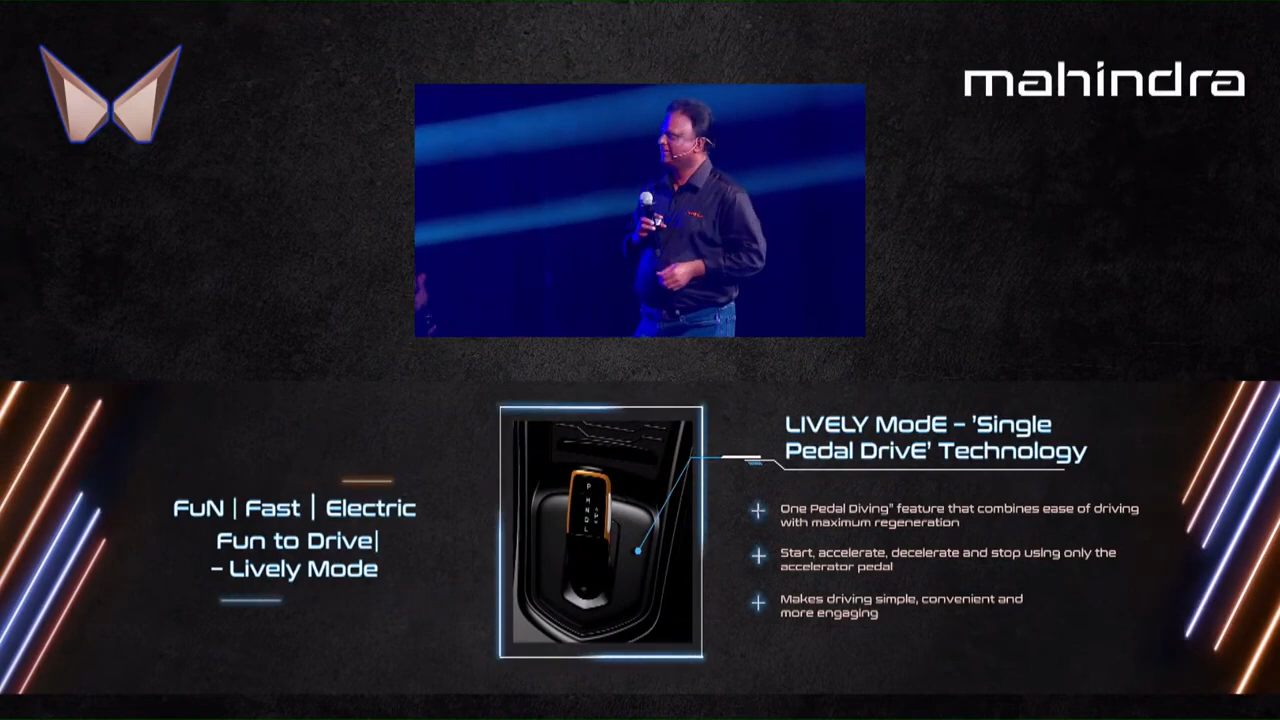 mahindra
FuN | Fast | Electric
Fun to Drive|
– Lively Mode
LIVELY ModE – 'Single
Pedal DrivE' Technology
One Pedal Diving" feature that combines ease of driving
with maximum regeneration
Start, accelerate, decelerate and stop using only the
accelerator pedal
Makes driving simple, convenient and
more engaging
P
N
D
L